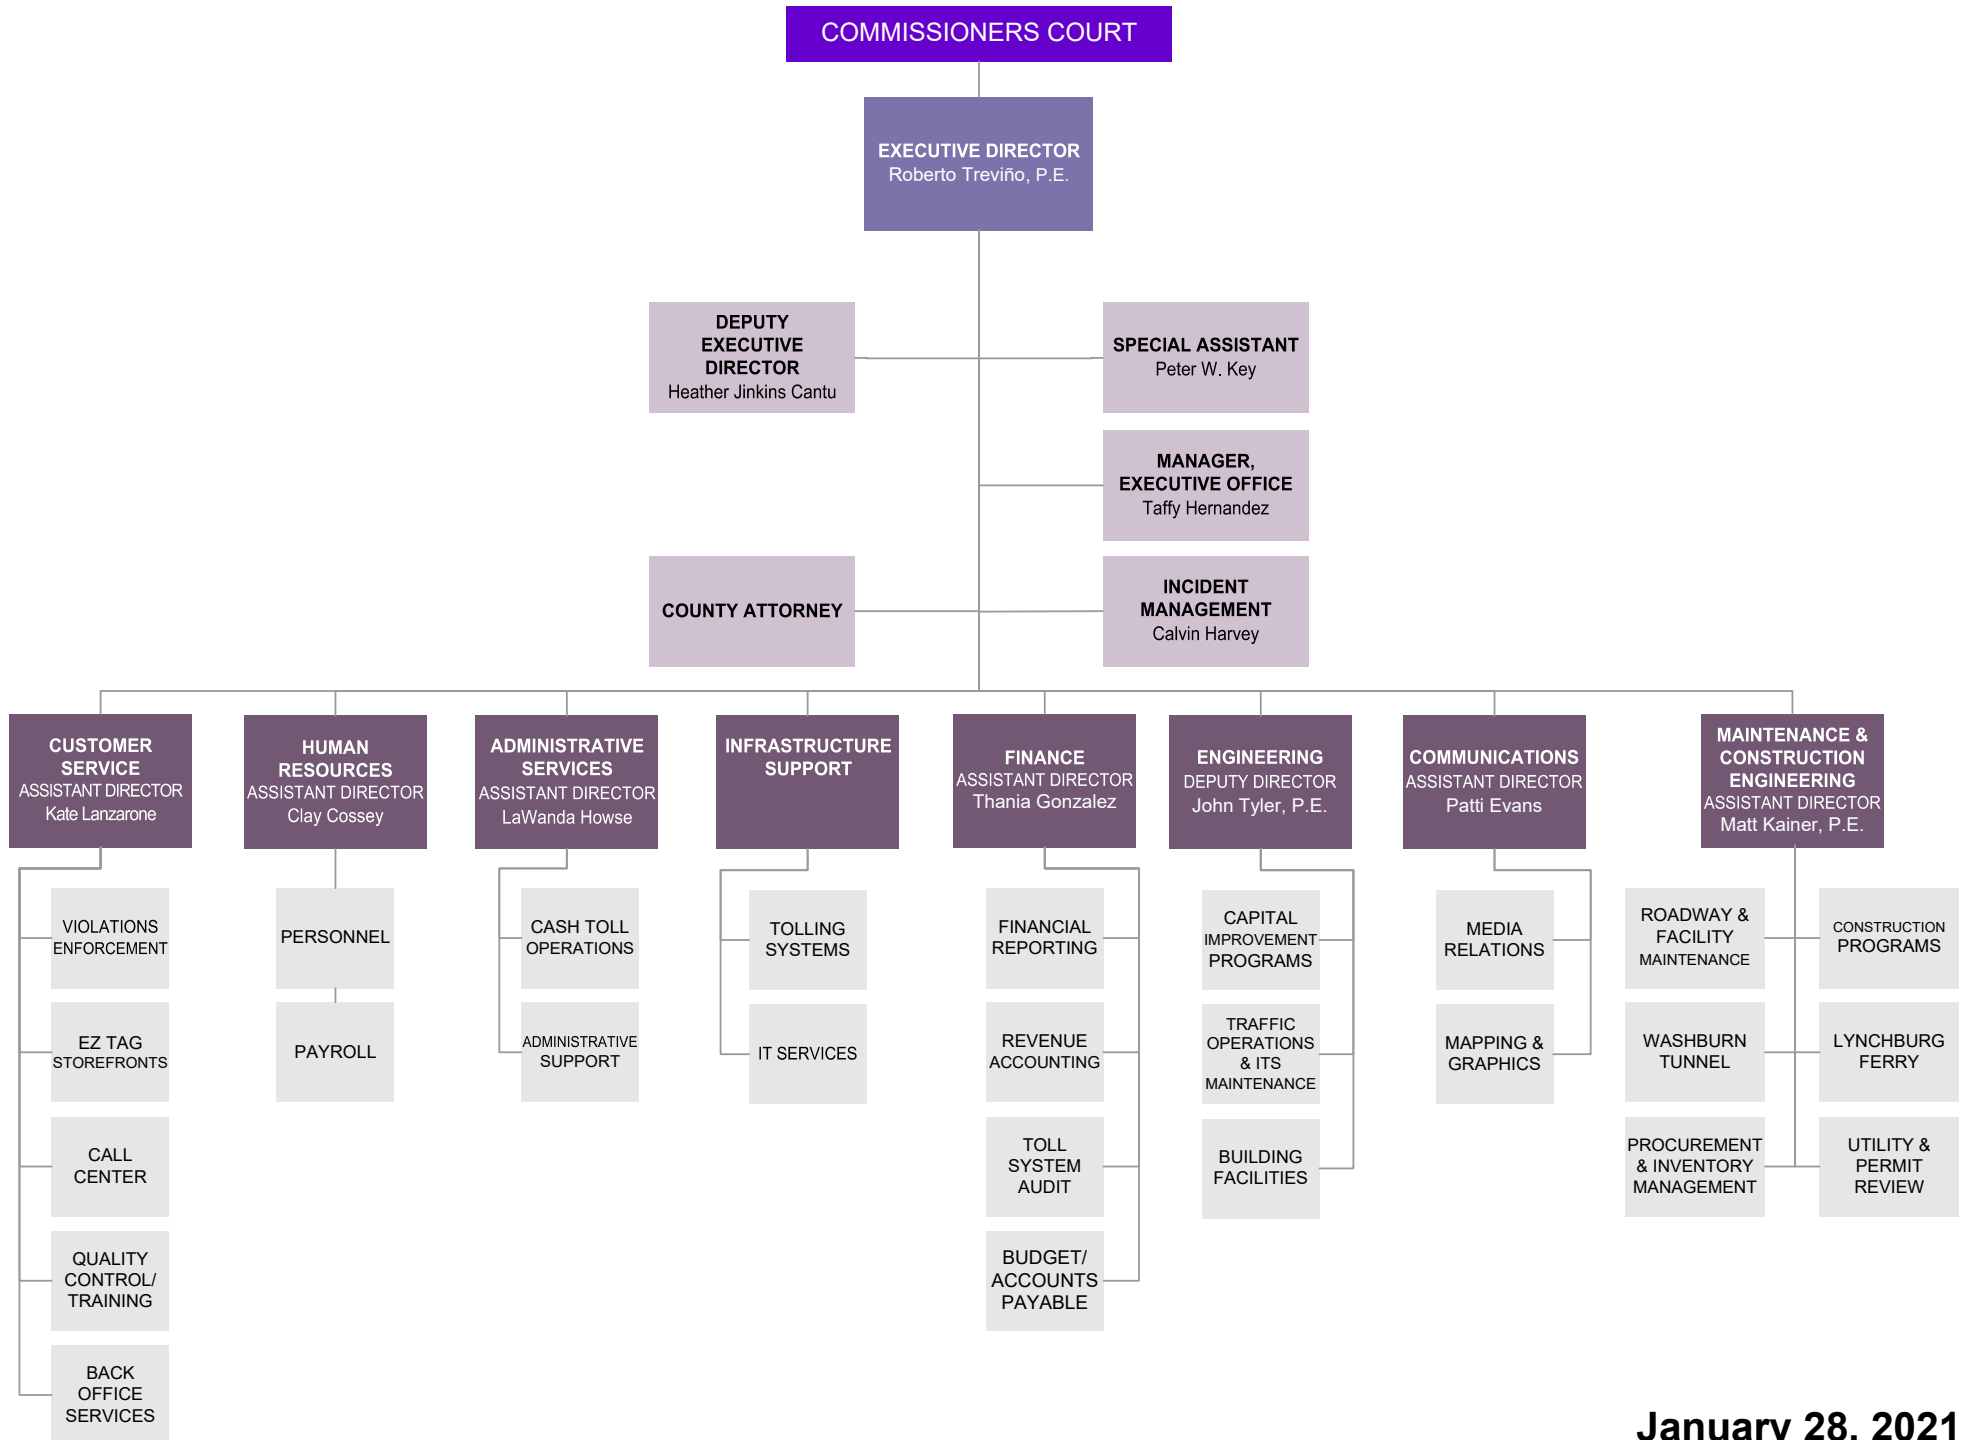 COMMISSIONERS COURT
EXECUTIVE DIRECTOR
Roberto Treviño, P.E.
DEPUTY
EXECUTIVE
DIRECTOR
Heather Jinkins Cantu
SPECIAL ASSISTANT
Peter W. Key
MANAGER,
EXECUTIVE OFFICE
Taffy Hernandez
COUNTY ATTORNEY
INCIDENT
MANAGEMENT
Calvin Harvey
CUSTOMER
SERVICE
ASSISTANT DIRECTOR
Kate Lanzarone
HUMAN
RESOURCES
ASSISTANT DIRECTOR
Clay Cossey
ADMINISTRATIVE
SERVICES
ASSISTANT DIRECTOR
LaWanda Howse
INFRASTRUCTURE
SUPPORT
FINANCE
ASSISTANT DIRECTOR
Thania Gonzalez
ENGINEERING
DEPUTY DIRECTOR
John Tyler, P.E.
COMMUNICATIONS
ASSISTANT DIRECTOR
Patti Evans
MAINTENANCE &
CONSTRUCTION
ENGINEERING
ASSISTANT DIRECTOR
Matt Kainer, P.E.
VIOLATIONS
ENFORCEMENT
EZ TAG
STOREFRONTS
CALL
CENTER
QUALITY
CONTROL/
TRAINING
BACK
OFFICE
SERVICES
PERSONNEL
PAYROLL
CASH TOLL
OPERATIONS
ADMINISTRATIVE
SUPPORT
TOLLING
SYSTEMS
IT SERVICES
FINANCIAL
REPORTING
REVENUE
ACCOUNTING
TOLL
SYSTEM
AUDIT
BUDGET/
ACCOUNTS
PAYABLE
CAPITAL
IMPROVEMENT
PROGRAMS
TRAFFIC
OPERATIONS
& ITS
MAINTENANCE
BUILDING
FACILITIES
MEDIA
RELATIONS
MAPPING &
GRAPHICS
ROADWAY &
FACILITY
MAINTENANCE
CONSTRUCTION
PROGRAMS
WASHBURN
TUNNEL
LYNCHBURG
FERRY
PROCUREMENT
& INVENTORY
MANAGEMENT
UTILITY &
PERMIT
REVIEW
January 28, 2021